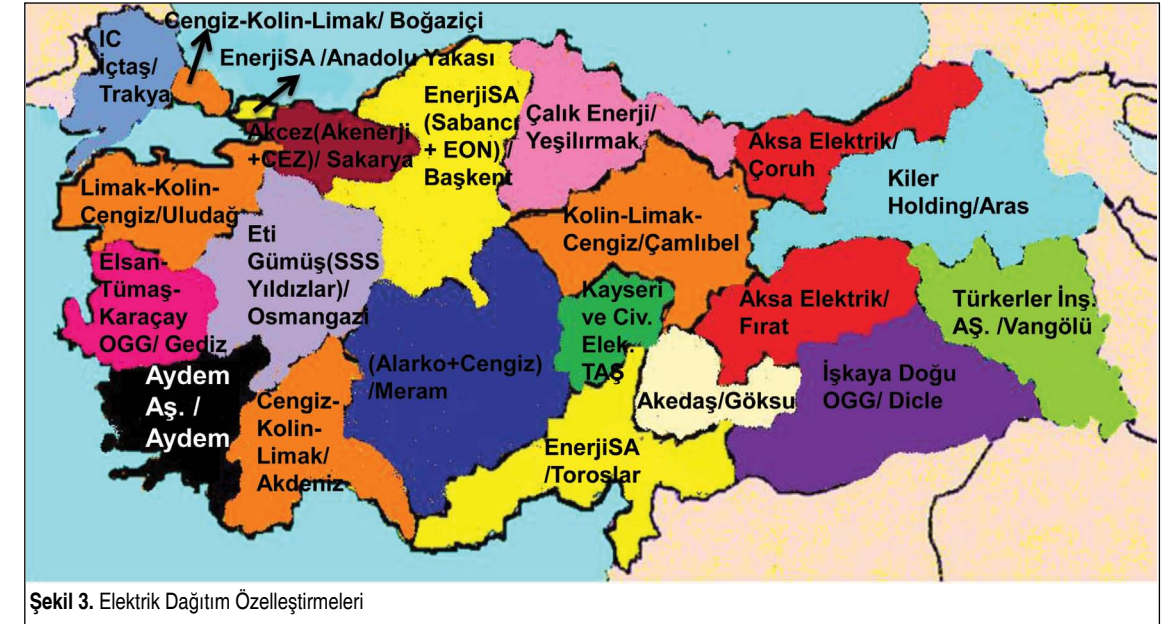 Cengiz-Kolin-Limak/ Boğaziçi
IC
İçtaş/
Trakya
EnerjiSA /Anadolu Yakası
EnerjiSA
(Sabancı
+ EON) /
Başkent
Akcez(Akenerji
+CEZ)/ Sakarya
Çalık Enerji/
Yeşilırmak
Aksa Elektrik/
Çoruh
Kiler
Holding/Aras
Limak-Kolin-
Cengiz/Uludağ
Eti
Gümüş(SSS
Yıldızlar)/
Osmangazi
Kolin-Limak-
Cengiz/Çamlıbel
Elsan-
Tümaş-
Karaçay
OGG/ Gediz
Kayseri
ve Civ.
Elek.
TAŞ
Aksa Elektrik/
Fırat
Türkerler İnş.
AŞ. /Vangölü
Aydem
Aş. /
Aydem
(Alarko+Cengiz)
/Meram
Cengiz-
Kolin-
Limak/
Akdeniz
Akedaş/Göksu
İşkaya Doğu
OGG/ Dicle
EnerjiSA
/Toroslar
Şekil 3. Elektrik Dağıtım Özelleştirmeleri